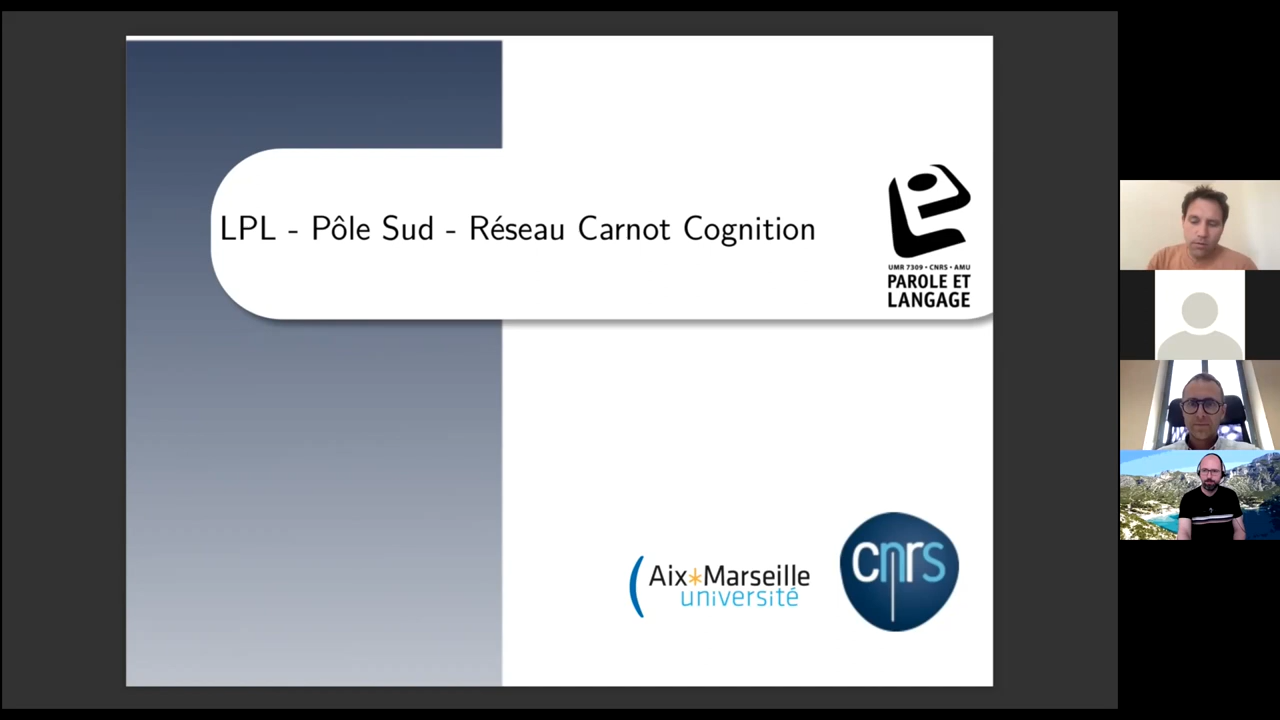 LPL - Pôle Sud - Réseau Carnot Cognition
UMR 7309 • CNRS • AMU
PAROLE ET
LANGAGE
Aix*Marseille
université
cnrs